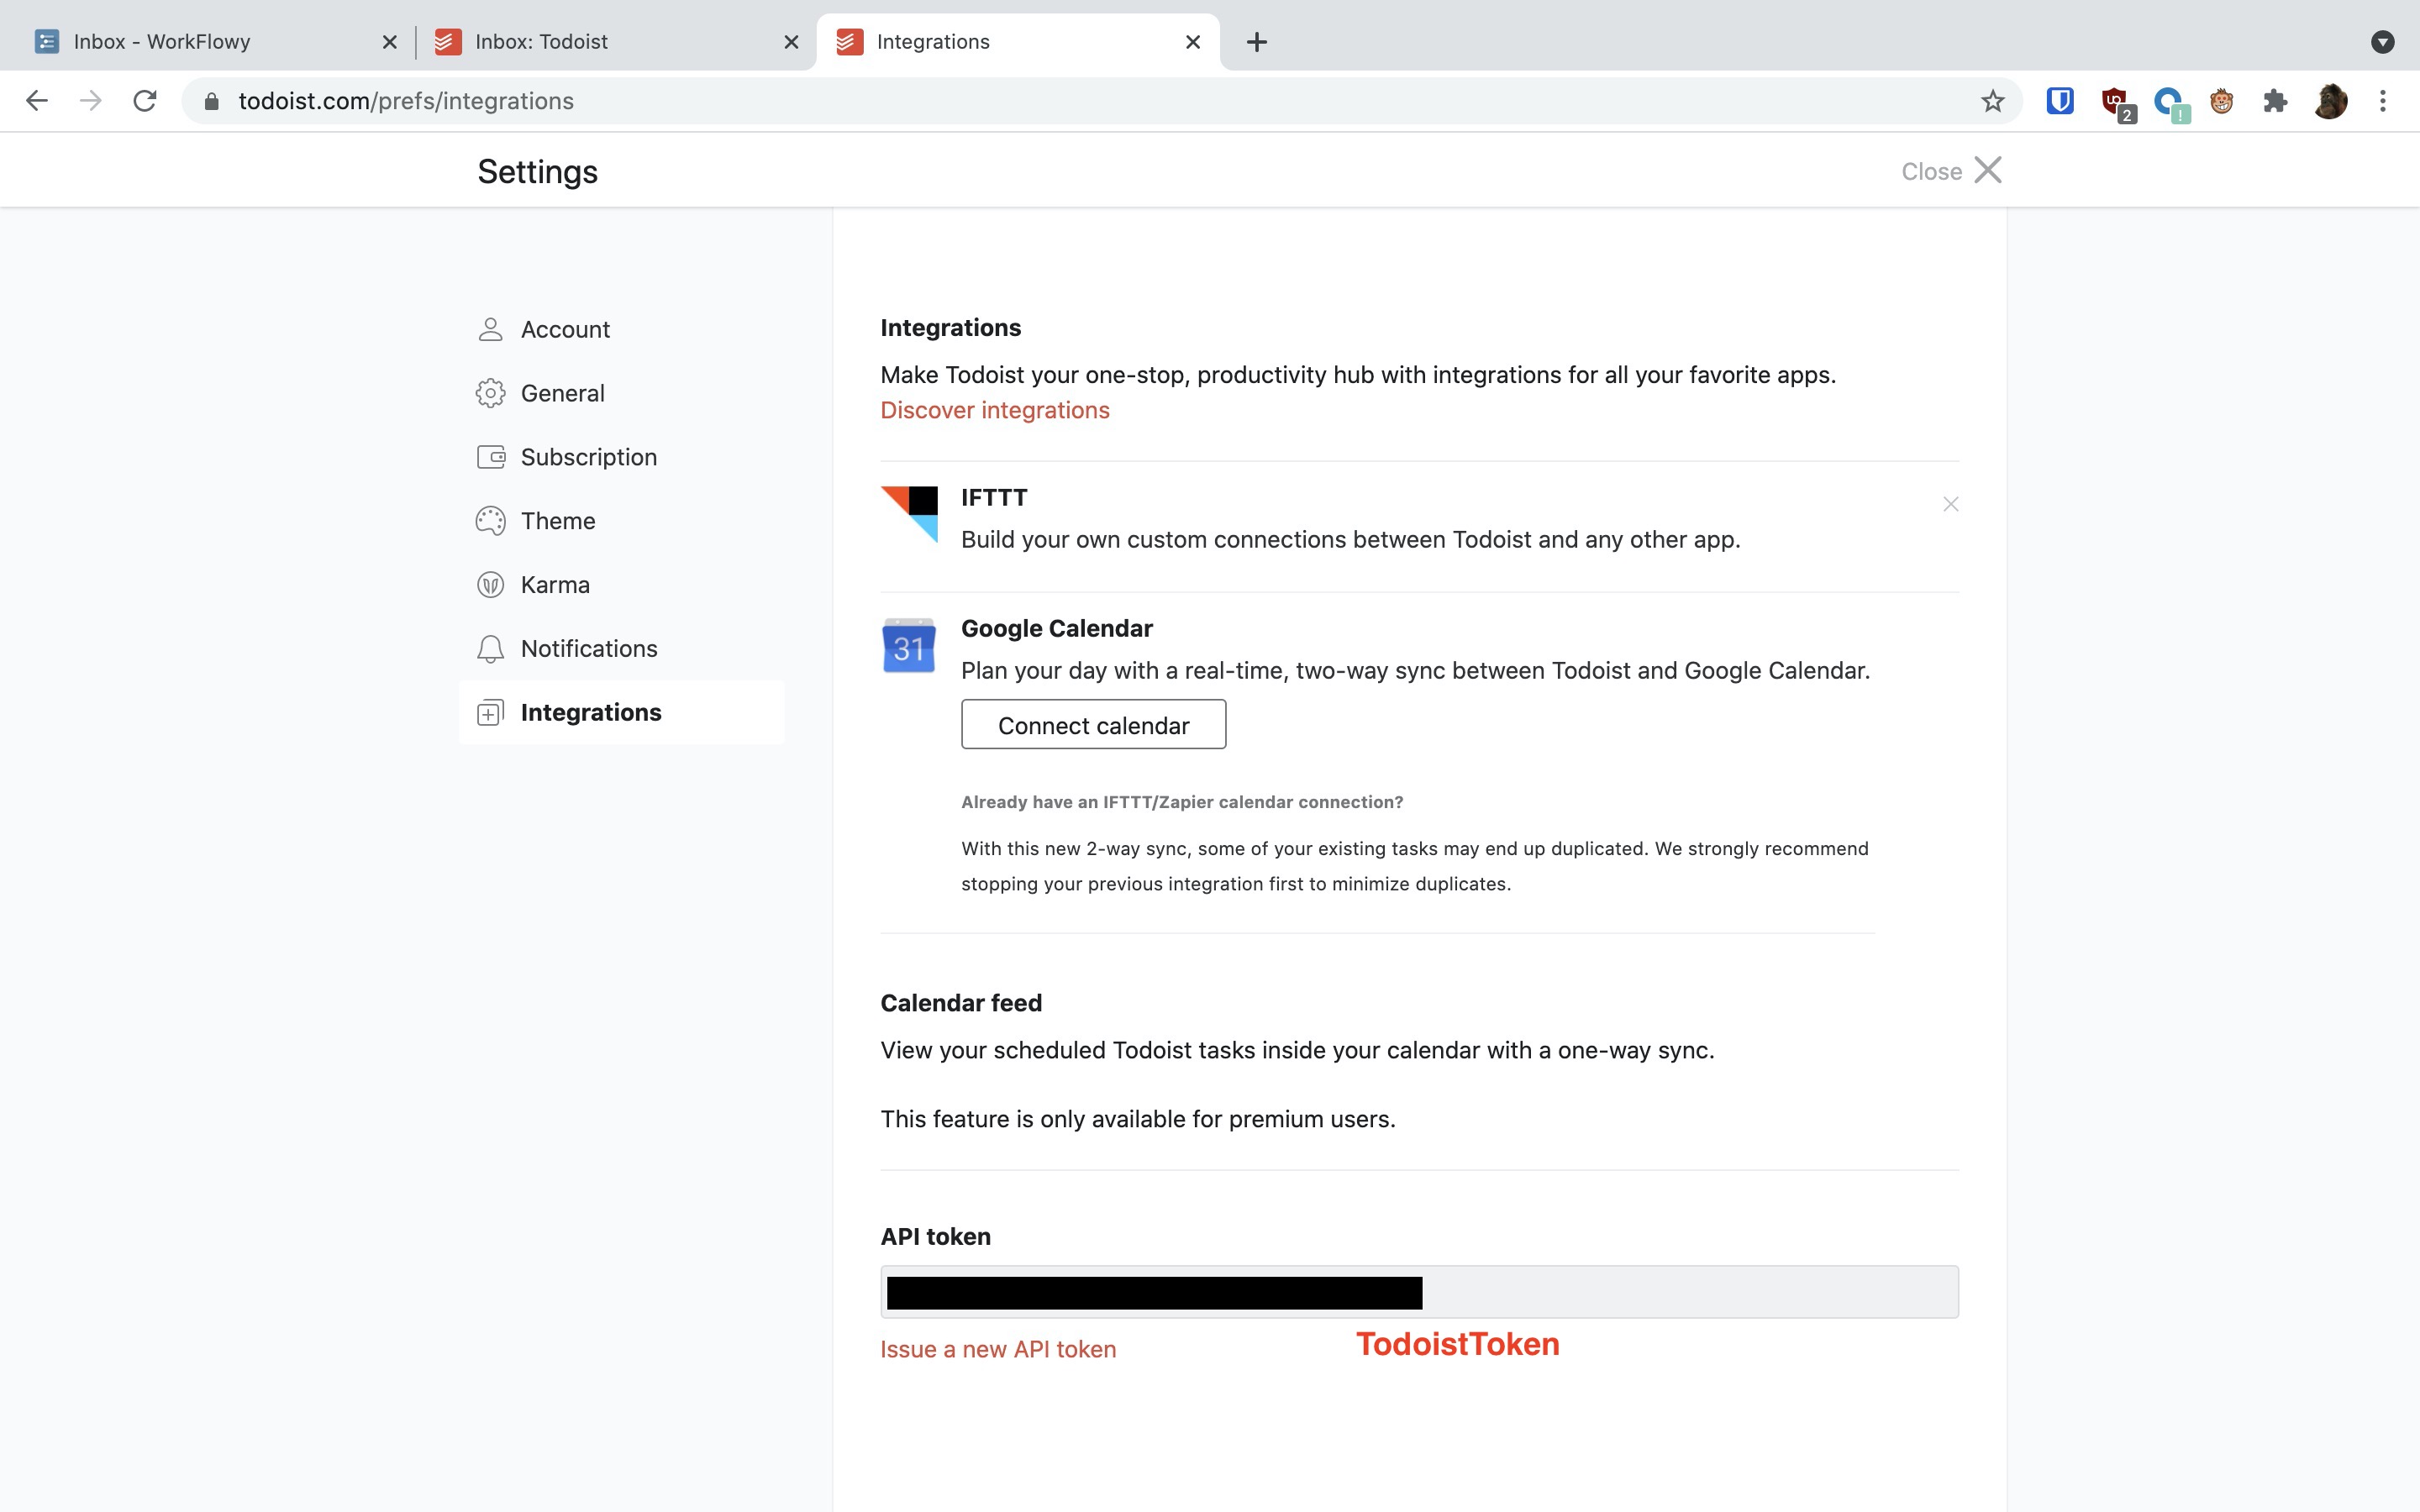 Inbox - WorkFlowy
Inbox: Todoist
Integrations
todoist.com/prefs/integrations
2
!
Settings
Close
Account
General
Subscription
Theme
Karma
Notifications
Integrations
Integrations
Make Todoist your one-stop, productivity hub with integrations for all your favorite apps.
Discover integrations
IFTTT
Build your own custom connections between Todoist and any other app.
31
Google Calendar
Plan your day with a real-time, two-way sync between Todoist and Google Calendar.
Connect calendar
Already have an IFTTT/Zapier calendar connection?
With this new 2-way sync, some of your existing tasks may end up duplicated. We strongly recommend
stopping your previous integration first to minimize duplicates.
Calendar feed
View your scheduled Todoist tasks inside your calendar with a one-way sync.
This feature is only available for premium users.
API token
Issue a new API token
TodoistToken